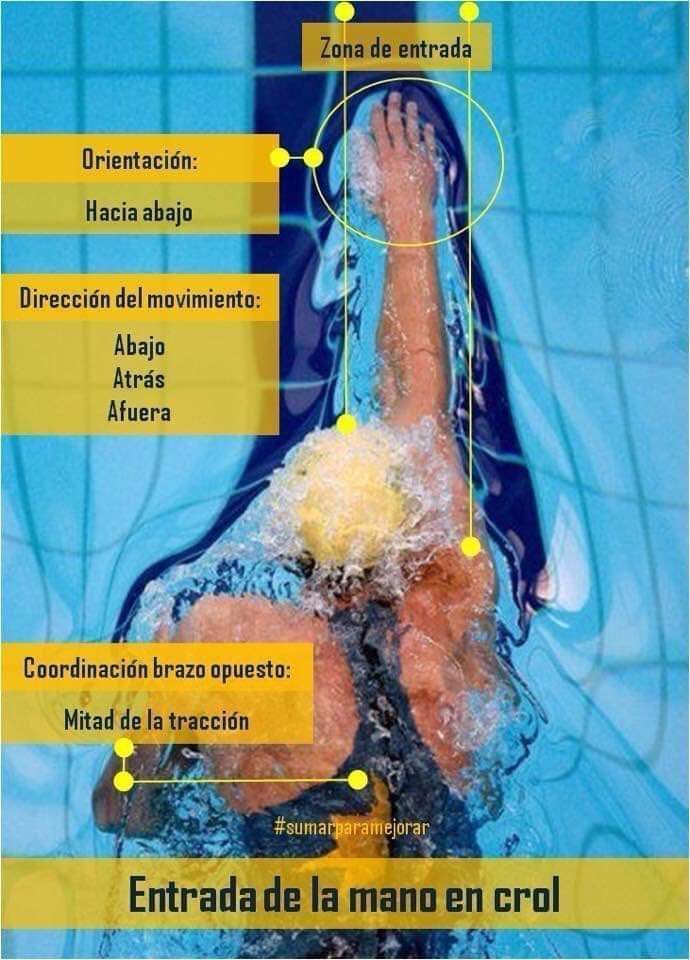 Zona de entrada
Orientación:
Hacia abajo
Dirección del movimiento:
Abajo
Atrás
Afuera
Coordinación brazo opuesto:
Mitad de la tracción
#sumarparamejorar
Entrada de la mano en crol